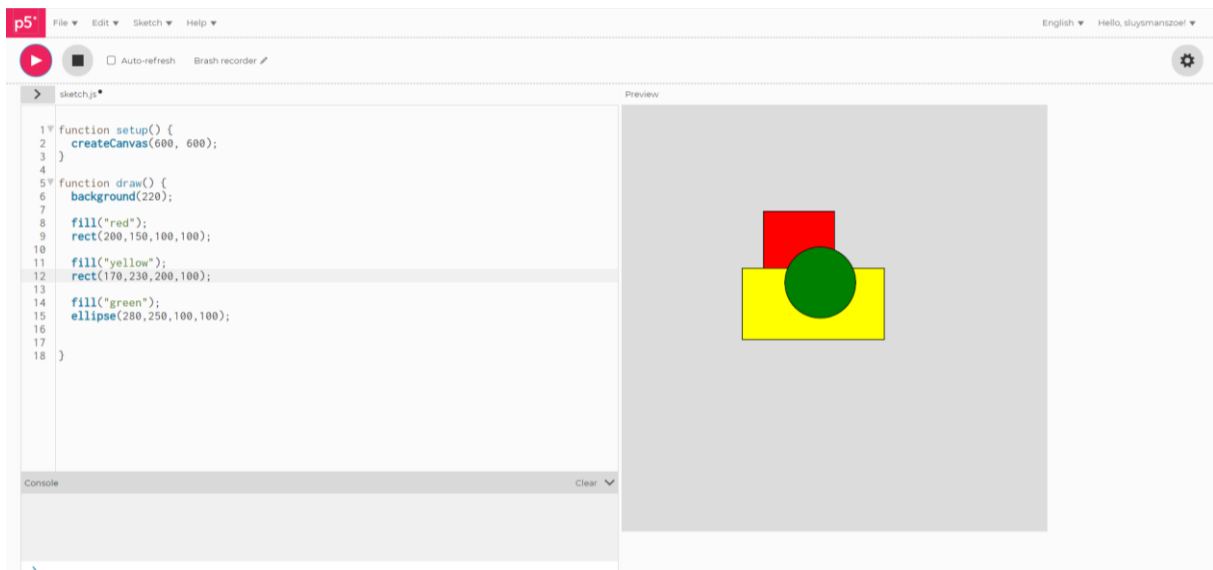 p5* File Edit Sketch Help English Hello, sluysmanszoe!
Auto-refresh Brash recorder
> sketch.js
Preview
1 function setup() {
2 createCanvas(600, 600);
3 }
4
5 function draw() {
6 background(220);
7
8 fill("red");
9 rect(200,150,100,100);
10
11 fill("yellow");
12 rect(170,230,200,100);
13
14 fill("green");
15 ellipse(280,250,100,100);
16
17
18 }
Console Clear